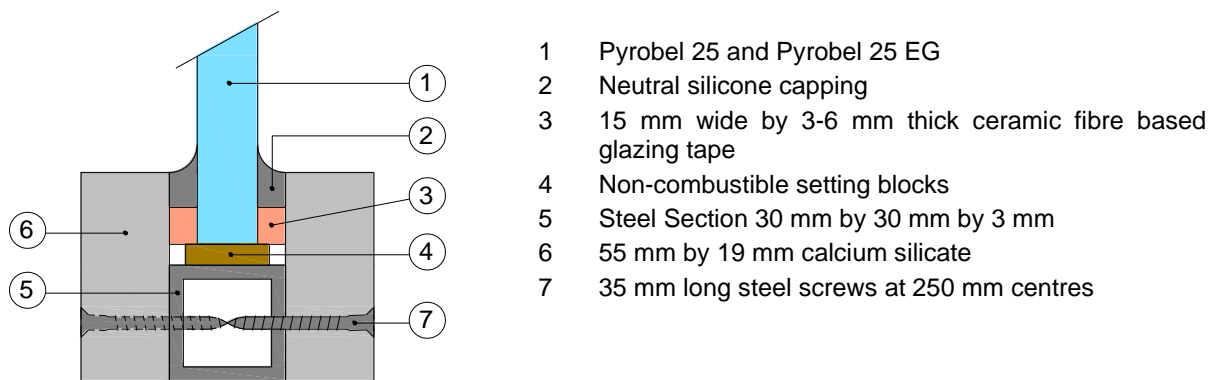 1 Pyrobel 25 and Pyrobel 25 EG
2 Neutral silicone capping
3 15 mm wide by 3-6 mm thick ceramic fibre based
glazing tape
4 Non-combustible setting blocks
5 Steel Section 30 mm by 30 mm by 3 mm
6 55 mm by 19 mm calcium silicate
7 35 mm long steel screws at 250 mm centres
1
2
3
6
4
5
7